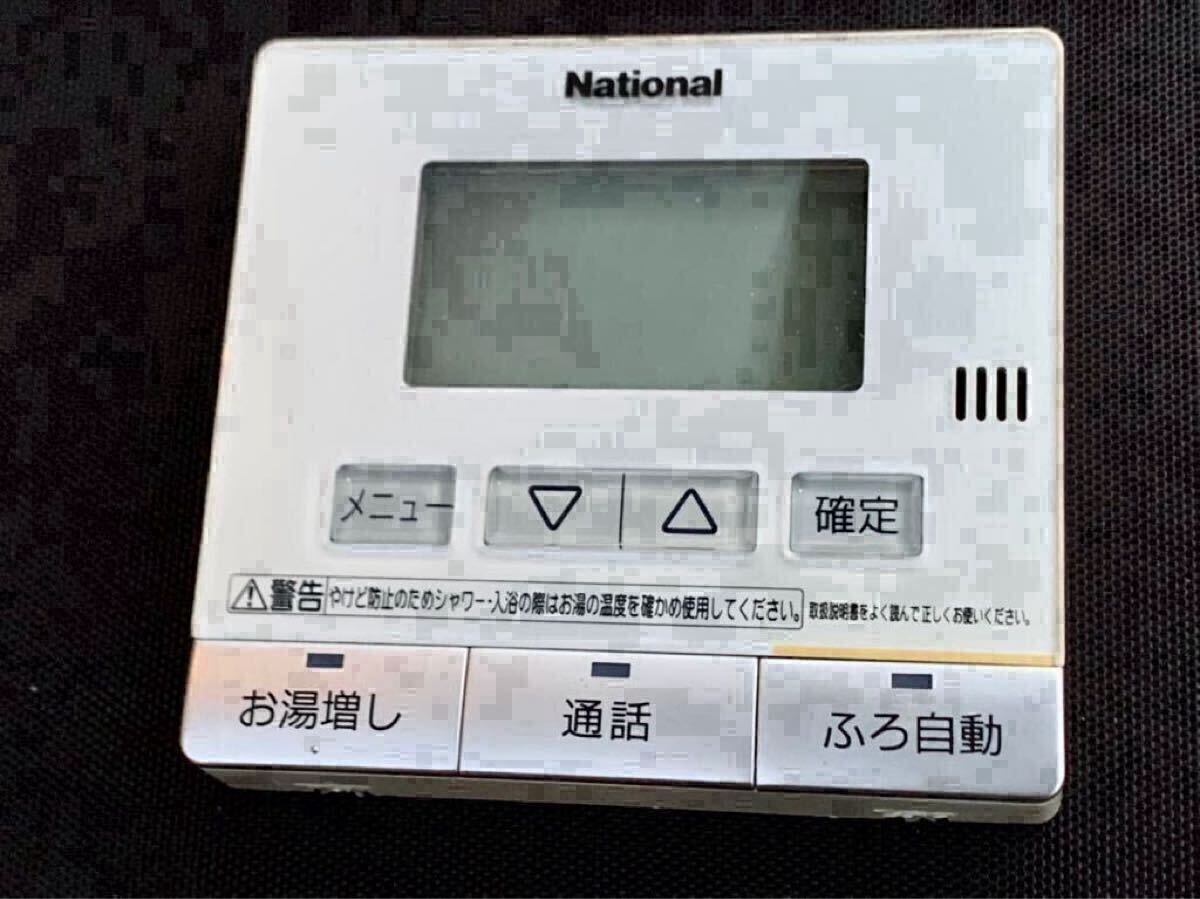 National
メニュー ▽ △ 確定
警告 やけど防止のためシャワー・入浴の際はお湯の温度を確かめ使用してください。 取扱説明書をよく読んで正しくお使いください。
お湯増し 通話 ふろ自動